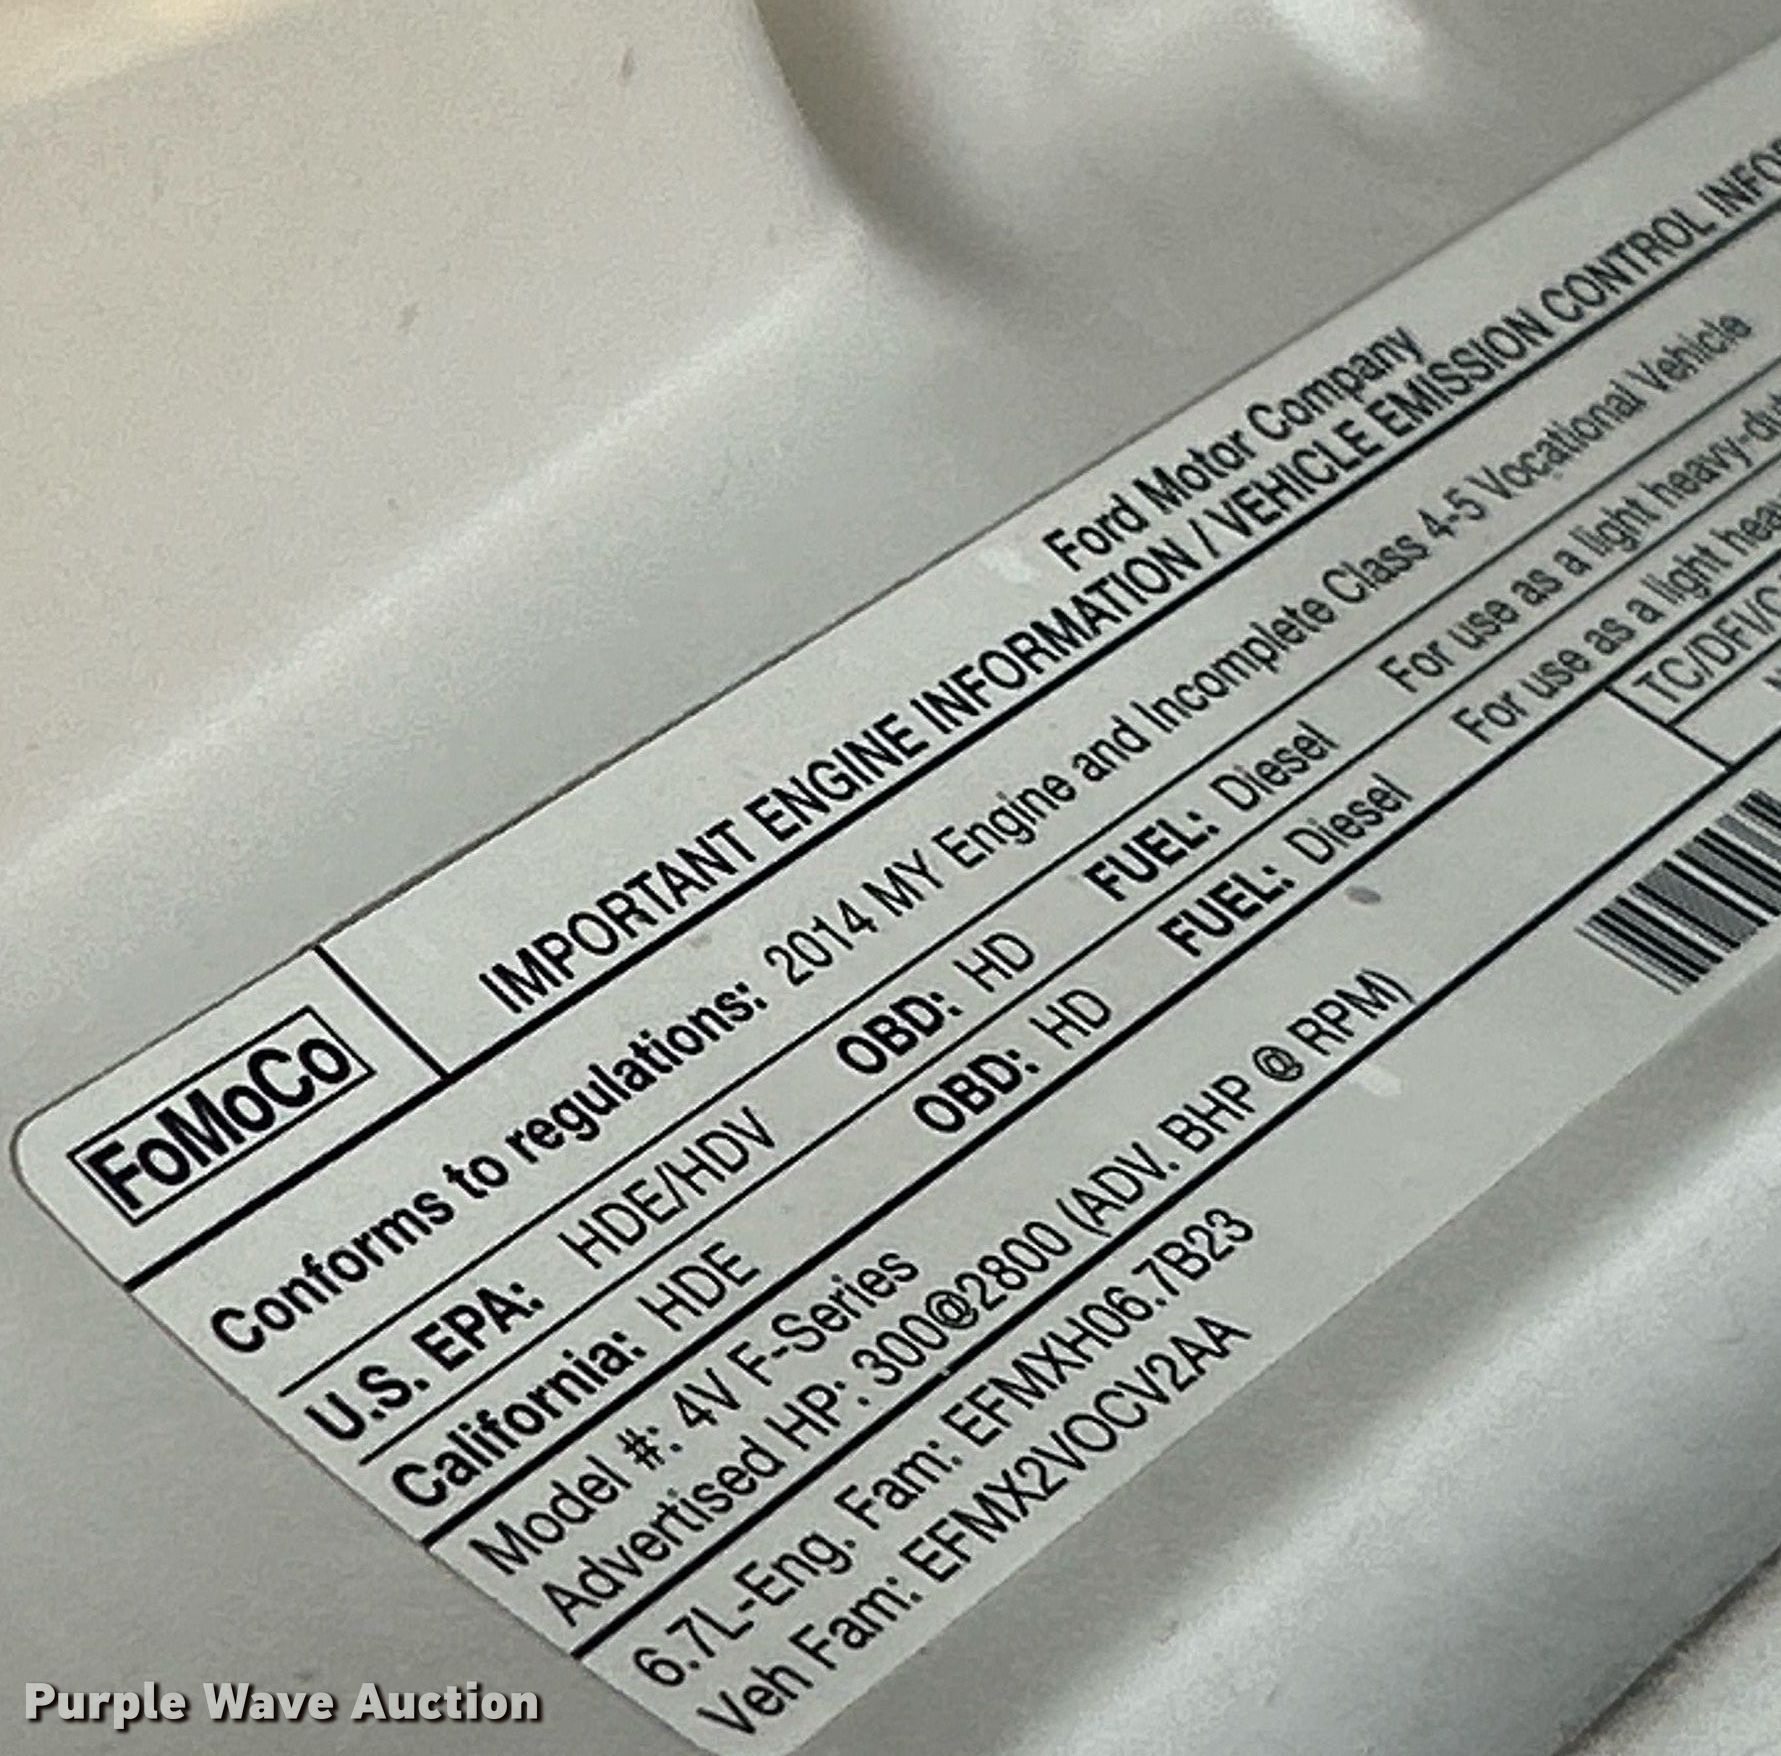 FoMoCo
Ford Motor Company
IMPORTANT ENGINE INFORMATION / VEHICLE EMISSION CONTROL
Conforms to regulations: 2014 MY Engine and Incomplete Class 4-5 Vocational Vehicle
U.S. EPA: HDE/HDV OBD: HD FUEL: Diesel For use as a light
California: HDE OBD: HD FUEL: Diesel For use as a light
Model #: 4V F-Series
TC/DFI/C
Advertised HP: 300@2800 (ADV. BHP @ RPM)
6.7L-Eng. Fam: EFMXH06.7B23
Veh Fam: EFMX2VOCV2AA
Purple Wave Auction